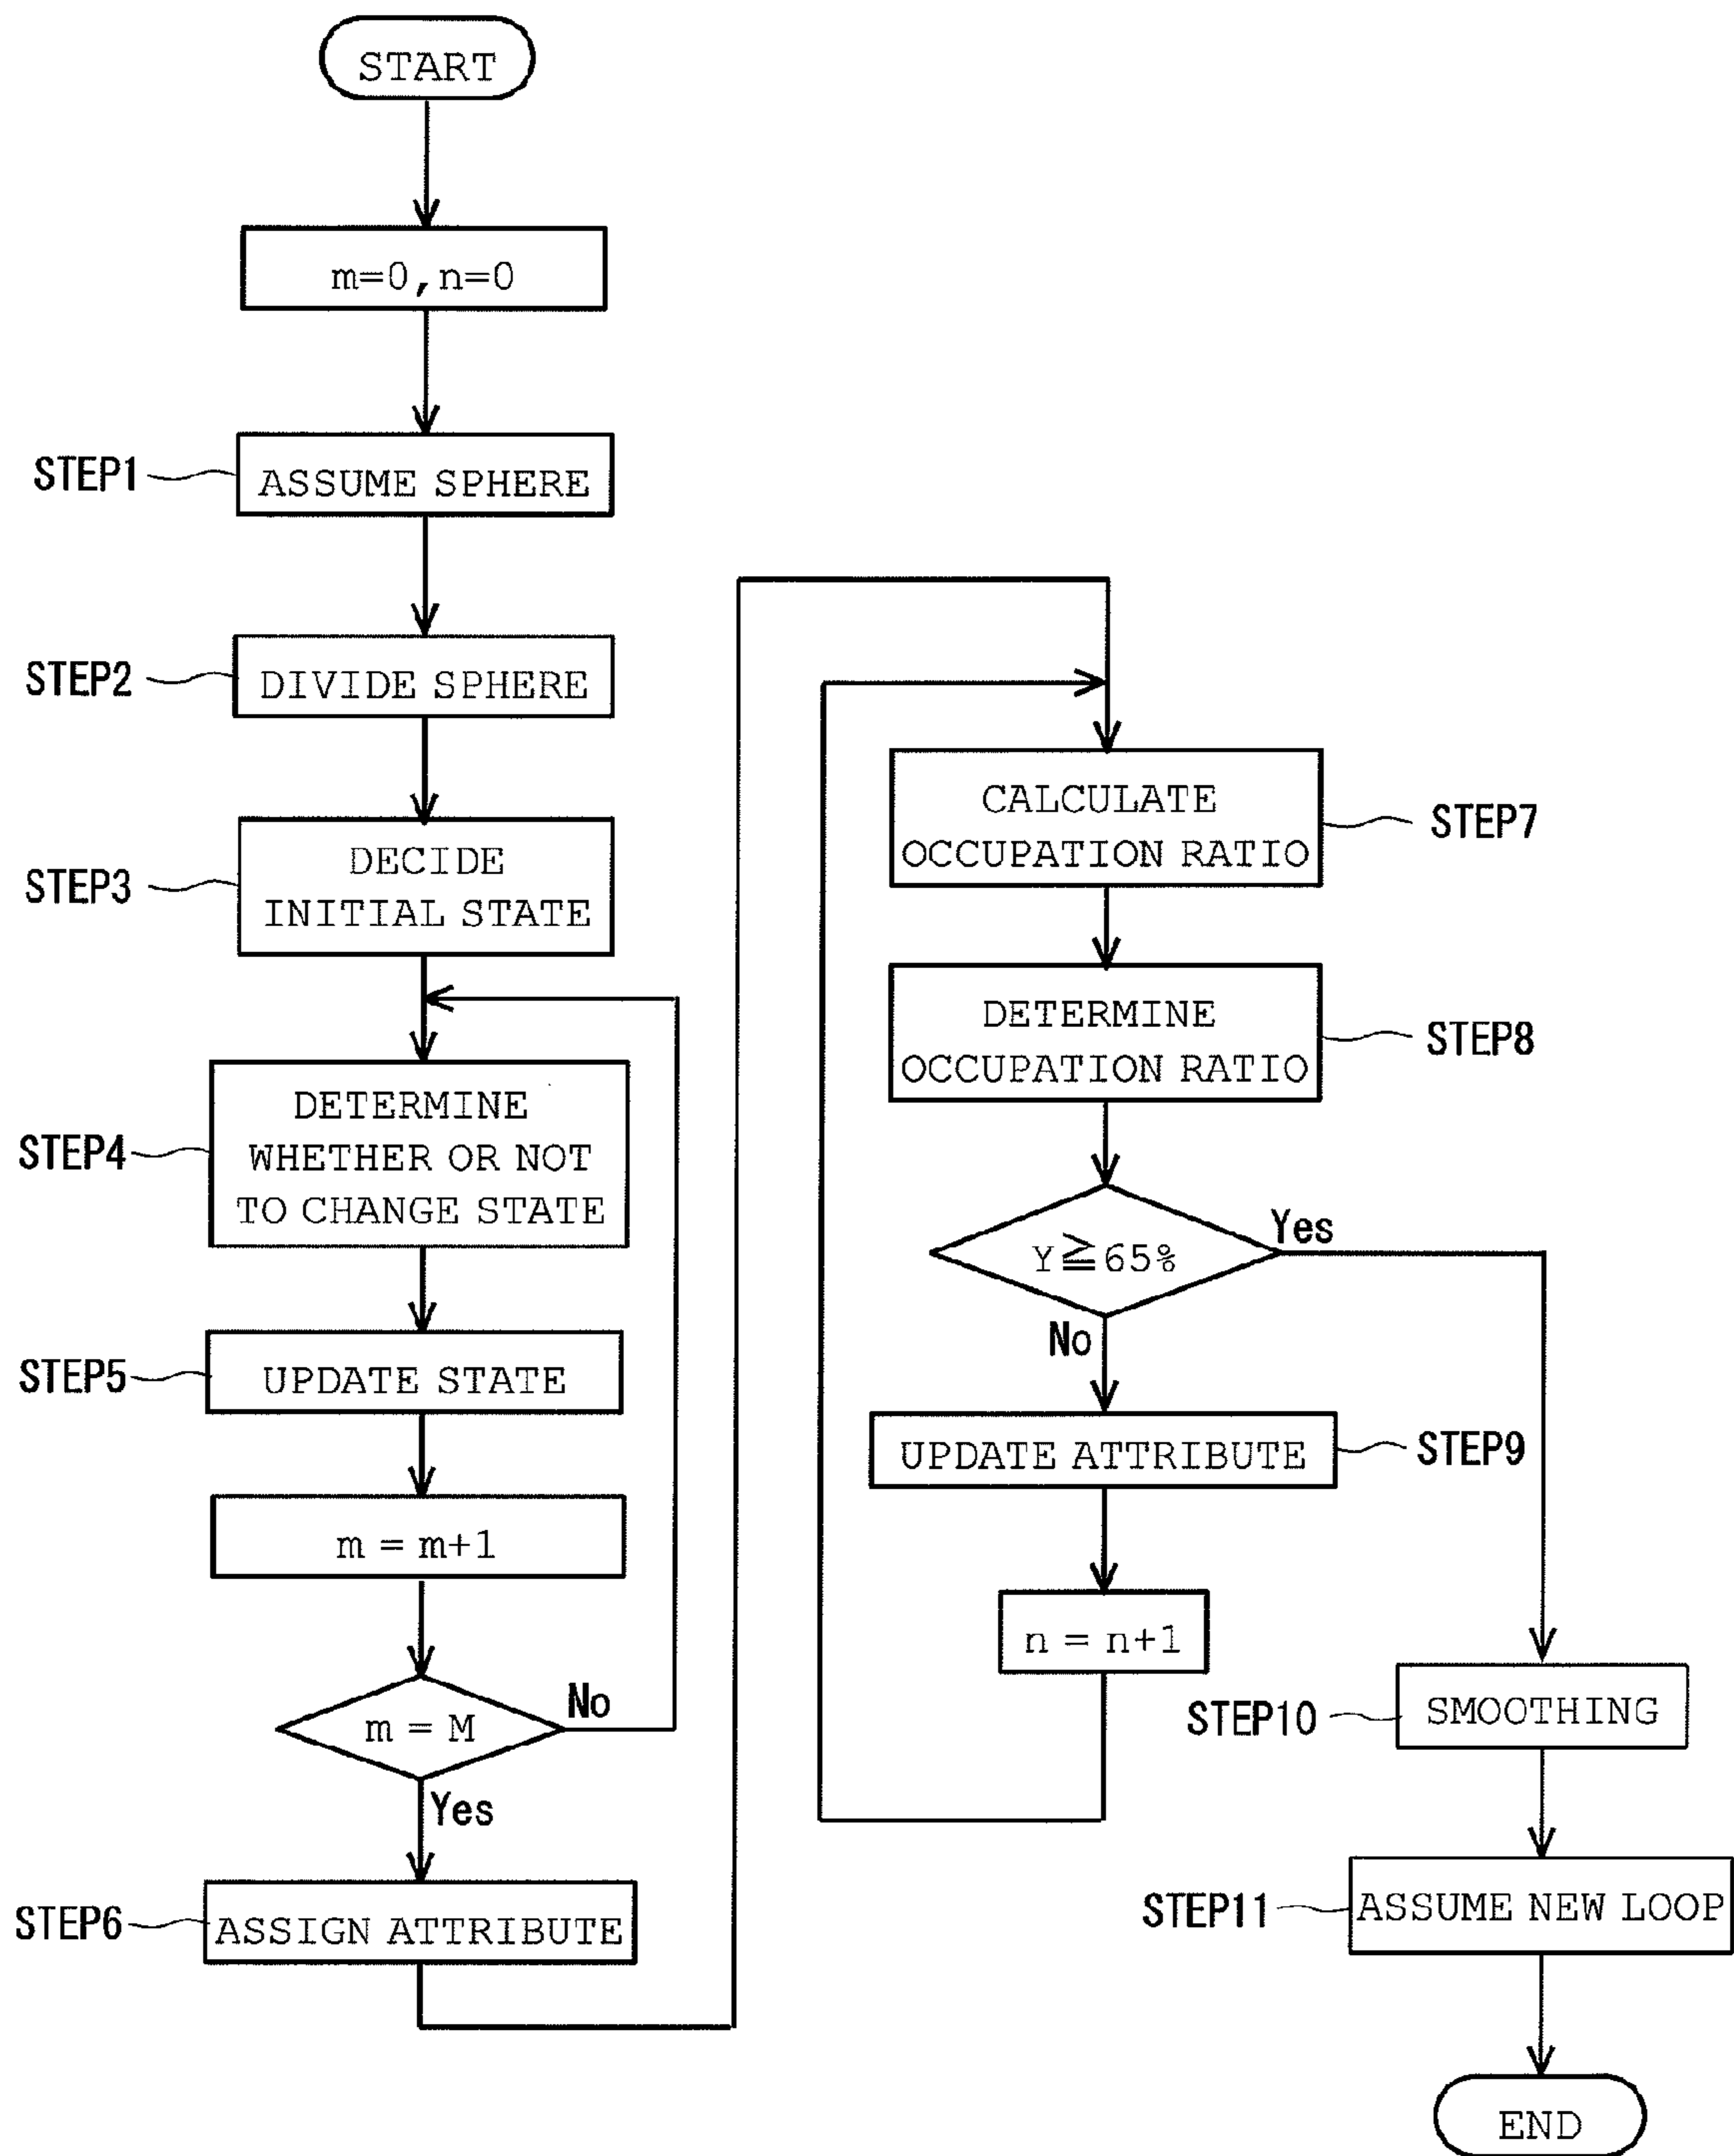 START
m=0,n=0
STEP1
ASSUME SPHERE
STEP2
DIVIDE SPHERE
STEP3
DECIDE
INITIAL STATE
STEP4
DETERMINE
WHETHER OR NOT
TO CHANGE STATE
STEP5
UPDATE STATE
m = m+1
m = M
No
Yes
STEP6
ASSIGN ATTRIBUTE
CALCULATE
OCCUPATION RATIO
STEP7
DETERMINE
OCCUPATION RATIO
STEP8
Y≧65%
Yes
No
UPDATE ATTRIBUTE
STEP9
n = n+1
STEP10
SMOOTHING
STEP11
ASSUME NEW LOOP
END